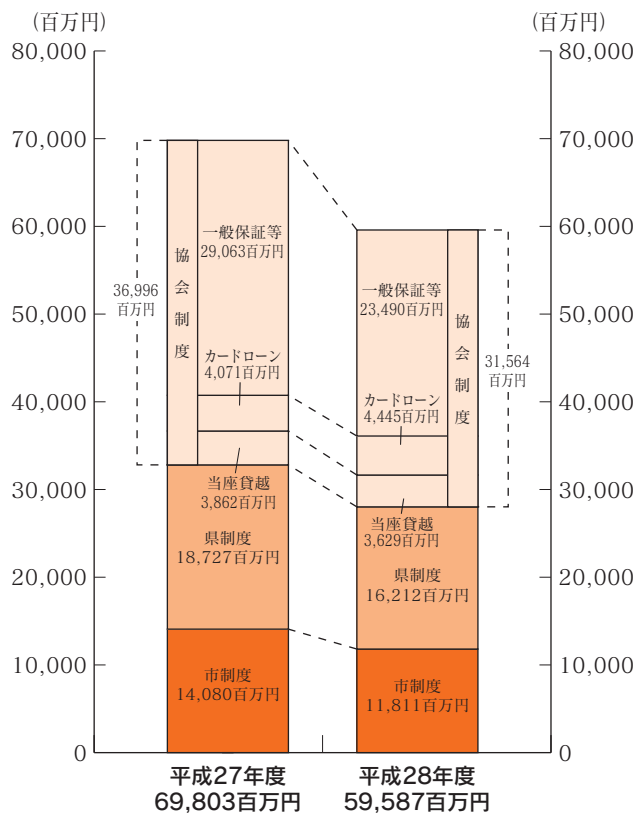 (百万円)
(百万円)
80,000
70,000
60,000
50,000
40,000
30,000
20,000
10,000
0
36,996
百万円
協会制度
一般保証等
29,063百万円
カードローン
4,071百万円
当座貸越
3,862百万円
県制度
18,727百万円
市制度
14,080百万円
一般保証等
23,490百万円
カードローン
4,445百万円
当座貸越
3,629百万円
県制度
16,212百万円
市制度
11,811百万円
協会制度
31,564
百万円
80,000
70,000
60,000
50,000
40,000
30,000
20,000
10,000
0
平成27年度
69,803百万円
平成28年度
59,587百万円